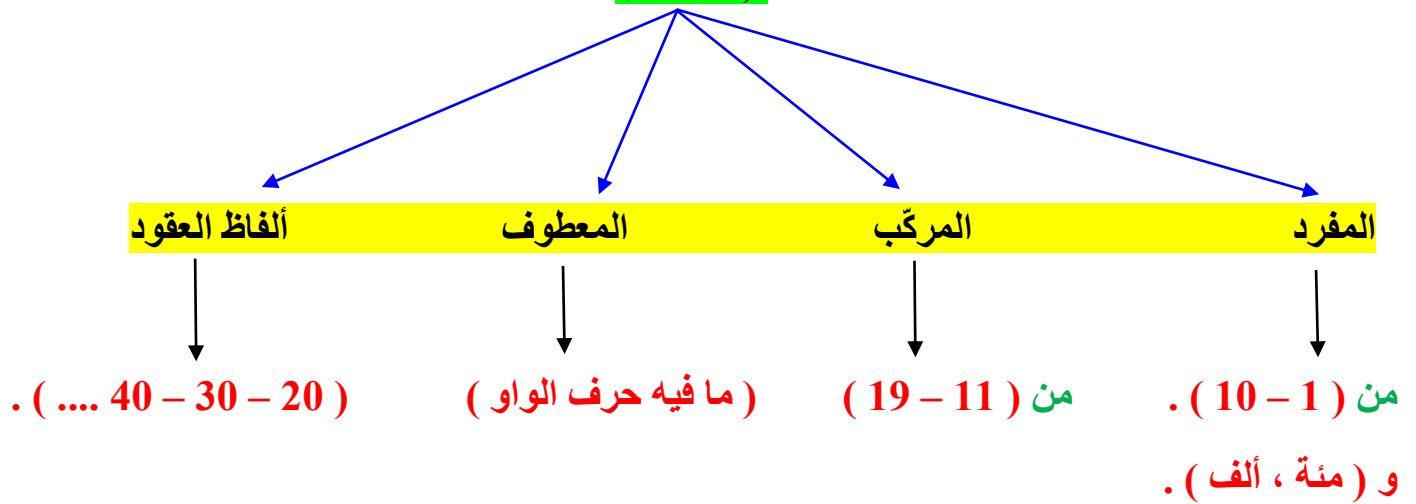 المفرد المركّب المعطوف ألفاظ العقود
من ( 1 – 10 ) . من ( 11 – 19 ) ( ما فيه حرف الواو ) ( 20 – 30 – 40 .... ) .
و ( مئة ، ألف ) .